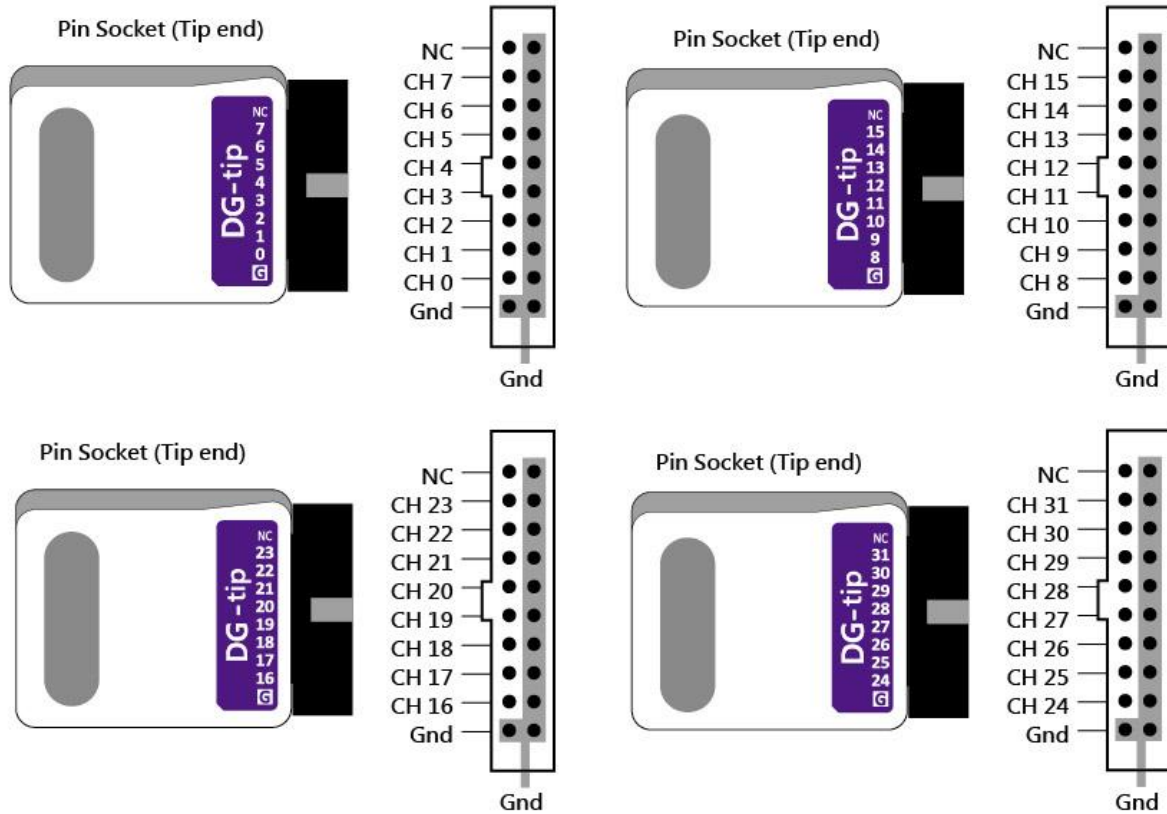 Pin Socket (Tip end)
NC
CH 7
CH 6
CH 5
CH 4
CH 3
CH 2
CH 1
CH 0
Gnd
Gnd
DG-tip
NC
7
6
5
4
3
2
1
0
G
Pin Socket (Tip end)
NC
CH 15
CH 14
CH 13
CH 12
CH 11
CH 10
CH 9
CH 8
Gnd
Gnd
DG-tip
NC
15
14
13
12
11
10
9
8
G
Pin Socket (Tip end)
NC
CH 23
CH 22
CH 21
CH 20
CH 19
CH 18
CH 17
CH 16
Gnd
Gnd
DG-tip
NC
23
22
21
20
19
18
17
16
G
Pin Socket (Tip end)
NC
CH 31
CH 30
CH 29
CH 28
CH 27
CH 26
CH 25
CH 24
Gnd
Gnd
DG-tip
NC
31
30
29
28
27
26
25
24
G